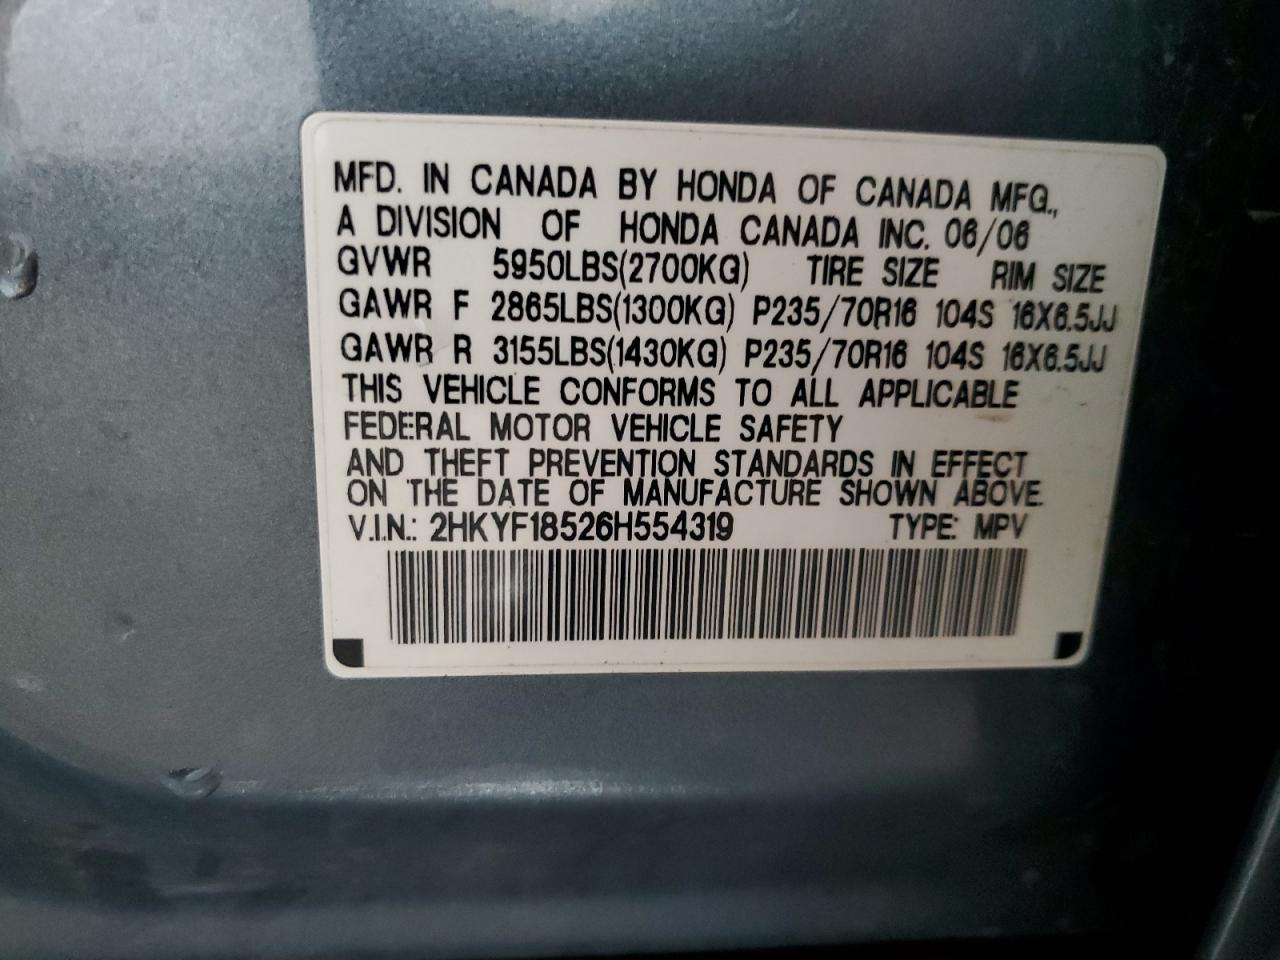 MFD. IN CANADA BY HONDA OF CANADA MFG.,
A DIVISION OF HONDA CANADA INC. 06/06
GVWR 5950LBS(2700KG) TIRE SIZE RIM SIZE
GAWR F 2865LBS(1300KG) P235/70R16 104S 16X6.5JJ
GAWR R 3155LBS(1430KG) P235/70R16 104S 16X6.5JJ
THIS VEHICLE CONFORMS TO ALL APPLICABLE
FEDERAL MOTOR VEHICLE SAFETY
AND THEFT PREVENTION STANDARDS IN EFFECT
ON THE DATE OF MANUFACTURE SHOWN ABOVE.
V.I.N.: 2HKYF18526H554319 TYPE: MPV